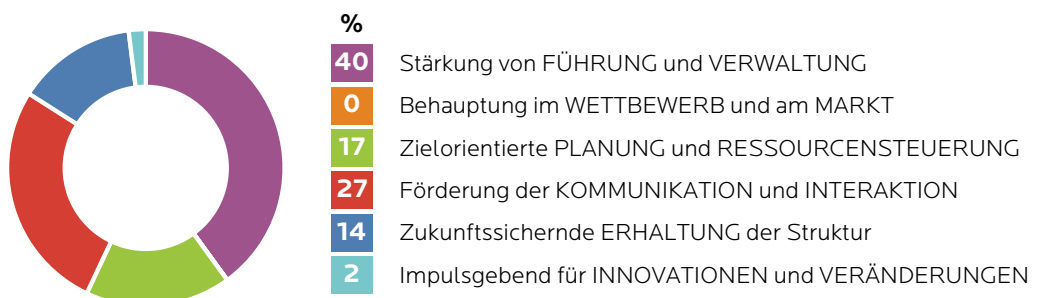 %
40 Stärkung von FÜHRUNG und VERWALTUNG
0 Behauptung im WETTBEWERB und am MARKT
17 Zielorientierte PLANUNG und RESSOURCENSTEUERUNG
27 Förderung der KOMMUNIKATION und INTERAKTION
14 Zukunftssichernde ERHALTUNG der Struktur
2 Impulsgebend für INNOVATIONEN und VERÄNDERUNGEN